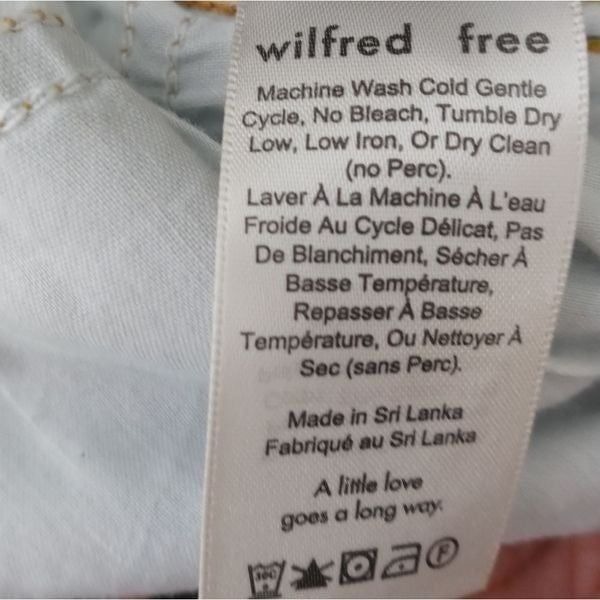 wilfred free
Machine Wash Cold Gentle
Cycle, No Bleach, Tumble Dry
Low, Low Iron, Or Dry Clean
(no Perc).
Laver À La Machine À L'eau
Froide Au Cycle Délicat, Pas
De Blanchiment, Sécher À
Basse Température,
Repasser À Basse
Température, Ou Nettoyer À
Sec (sans Perc).
Made in Sri Lanka
Fabriqué au Sri Lanka
A little love
goes a long way.
30C F